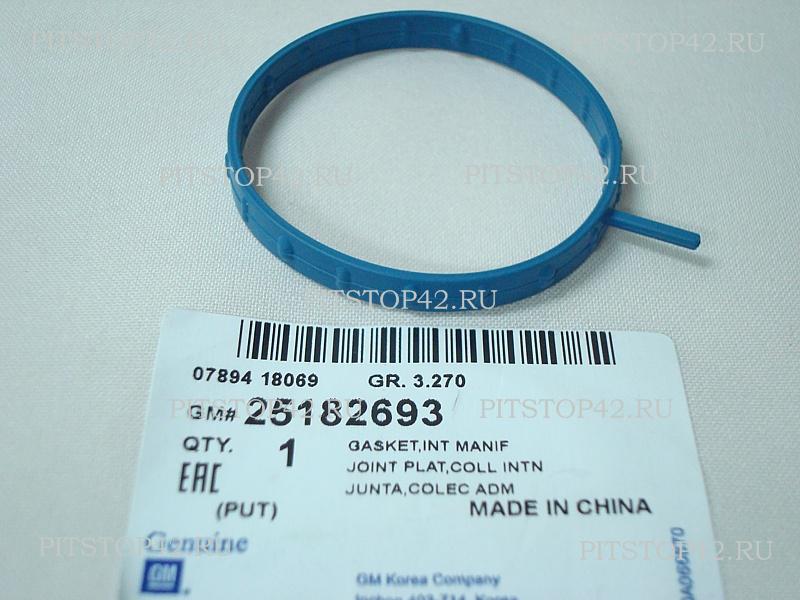 PITSTOP42.RU PITSTOP42.RU
PITSTOP42.RU PITSTOP42.RU
PITSTOP42.RU
07894 18069 GR. 3.270
GM# 25182693
PITSTOP42.RU PITSTOP42.RU
QTY. 1 GASKET,INT MANIF
JOINT PLAT,COLL INTN
EAC JUNTA,COLEC ADM
(PUT) MADE IN CHINA
PITSTOP42.RU PITSTOP42.RU
Genuine
GM
GM Korea Company